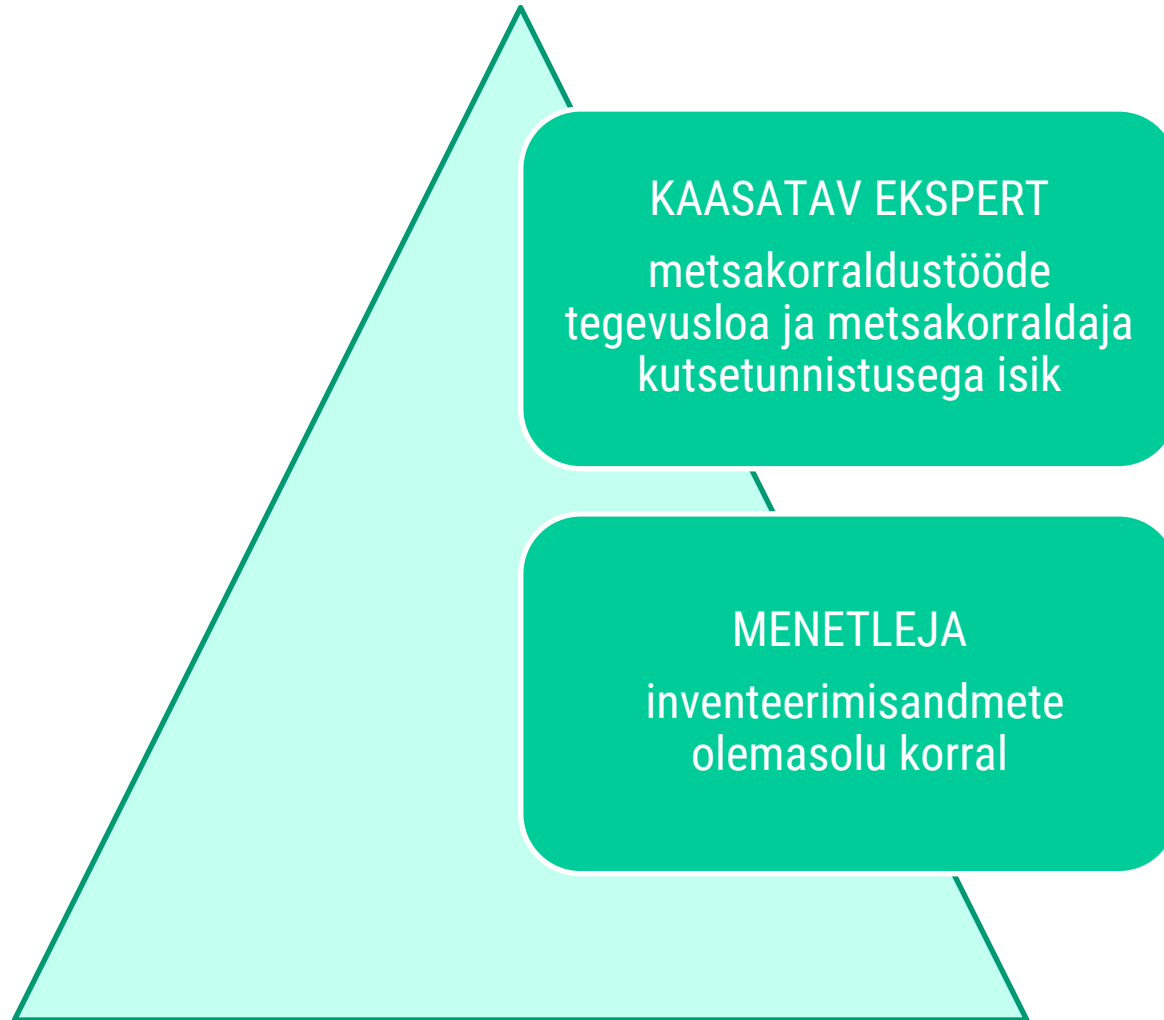 KAASATAV EKSPERT
metsakorraldustööde
tegevusloa ja metsakorraldaja
kutsetunnistusega isik
MENETLEJA
inventeerimisandmete
olemasolu korral